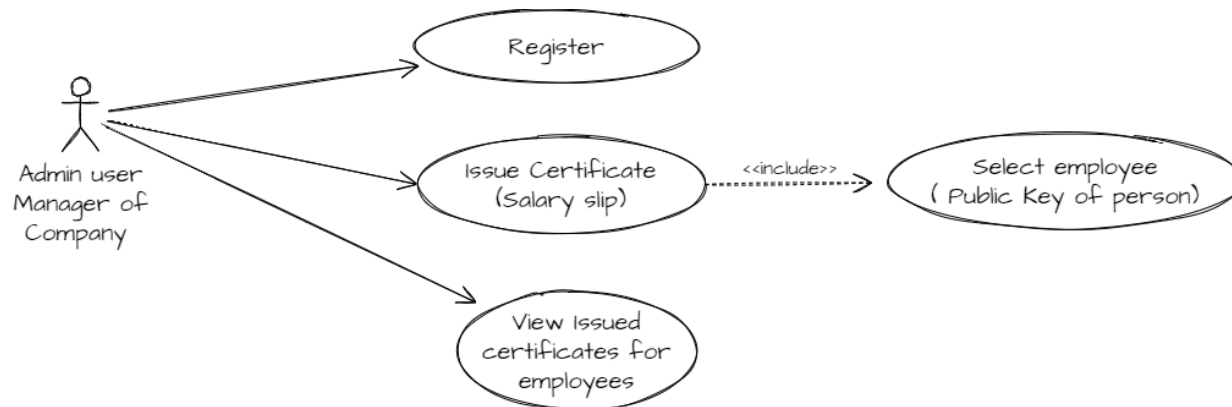 Register
Admin user
Manager of
Company
Issue Certificate
(Salary slip)
<<include>>
Select employee
( Public Key of person)
View Issued
certificates for
employees